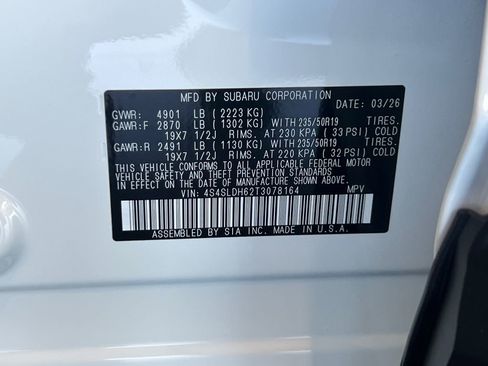 MFD BY SUBARU CORPORATION
GVWR: 4901 LB ( 2223 KG) DATE: 03/26
GAWR:F 2870 LB ( 1302 KG) WITH 235/50R19 TIRES.
19X7 1/2J RIMS. AT 230 KPA ( 33 PSI) COLD
GAWR:R 2491 LB ( 1130 KG) WITH 235/50R19 TIRES.
19X7 1/2J RIMS. AT 220 KPA ( 32 PSI) COLD
THIS VEHICLE CONFORMS TO ALL APPLICABLE FEDERAL MOTOR
VEHICLE SAFETY AND THEFT PREVENTION STANDARDS
IN EFFECT ON THE DATE OF MANUFACTURE SHOWN ABOVE.
VIN: 4S4SLDH62T3078164 MPV
ASSEMBLED BY SIA INC. MADE IN U.S.A.